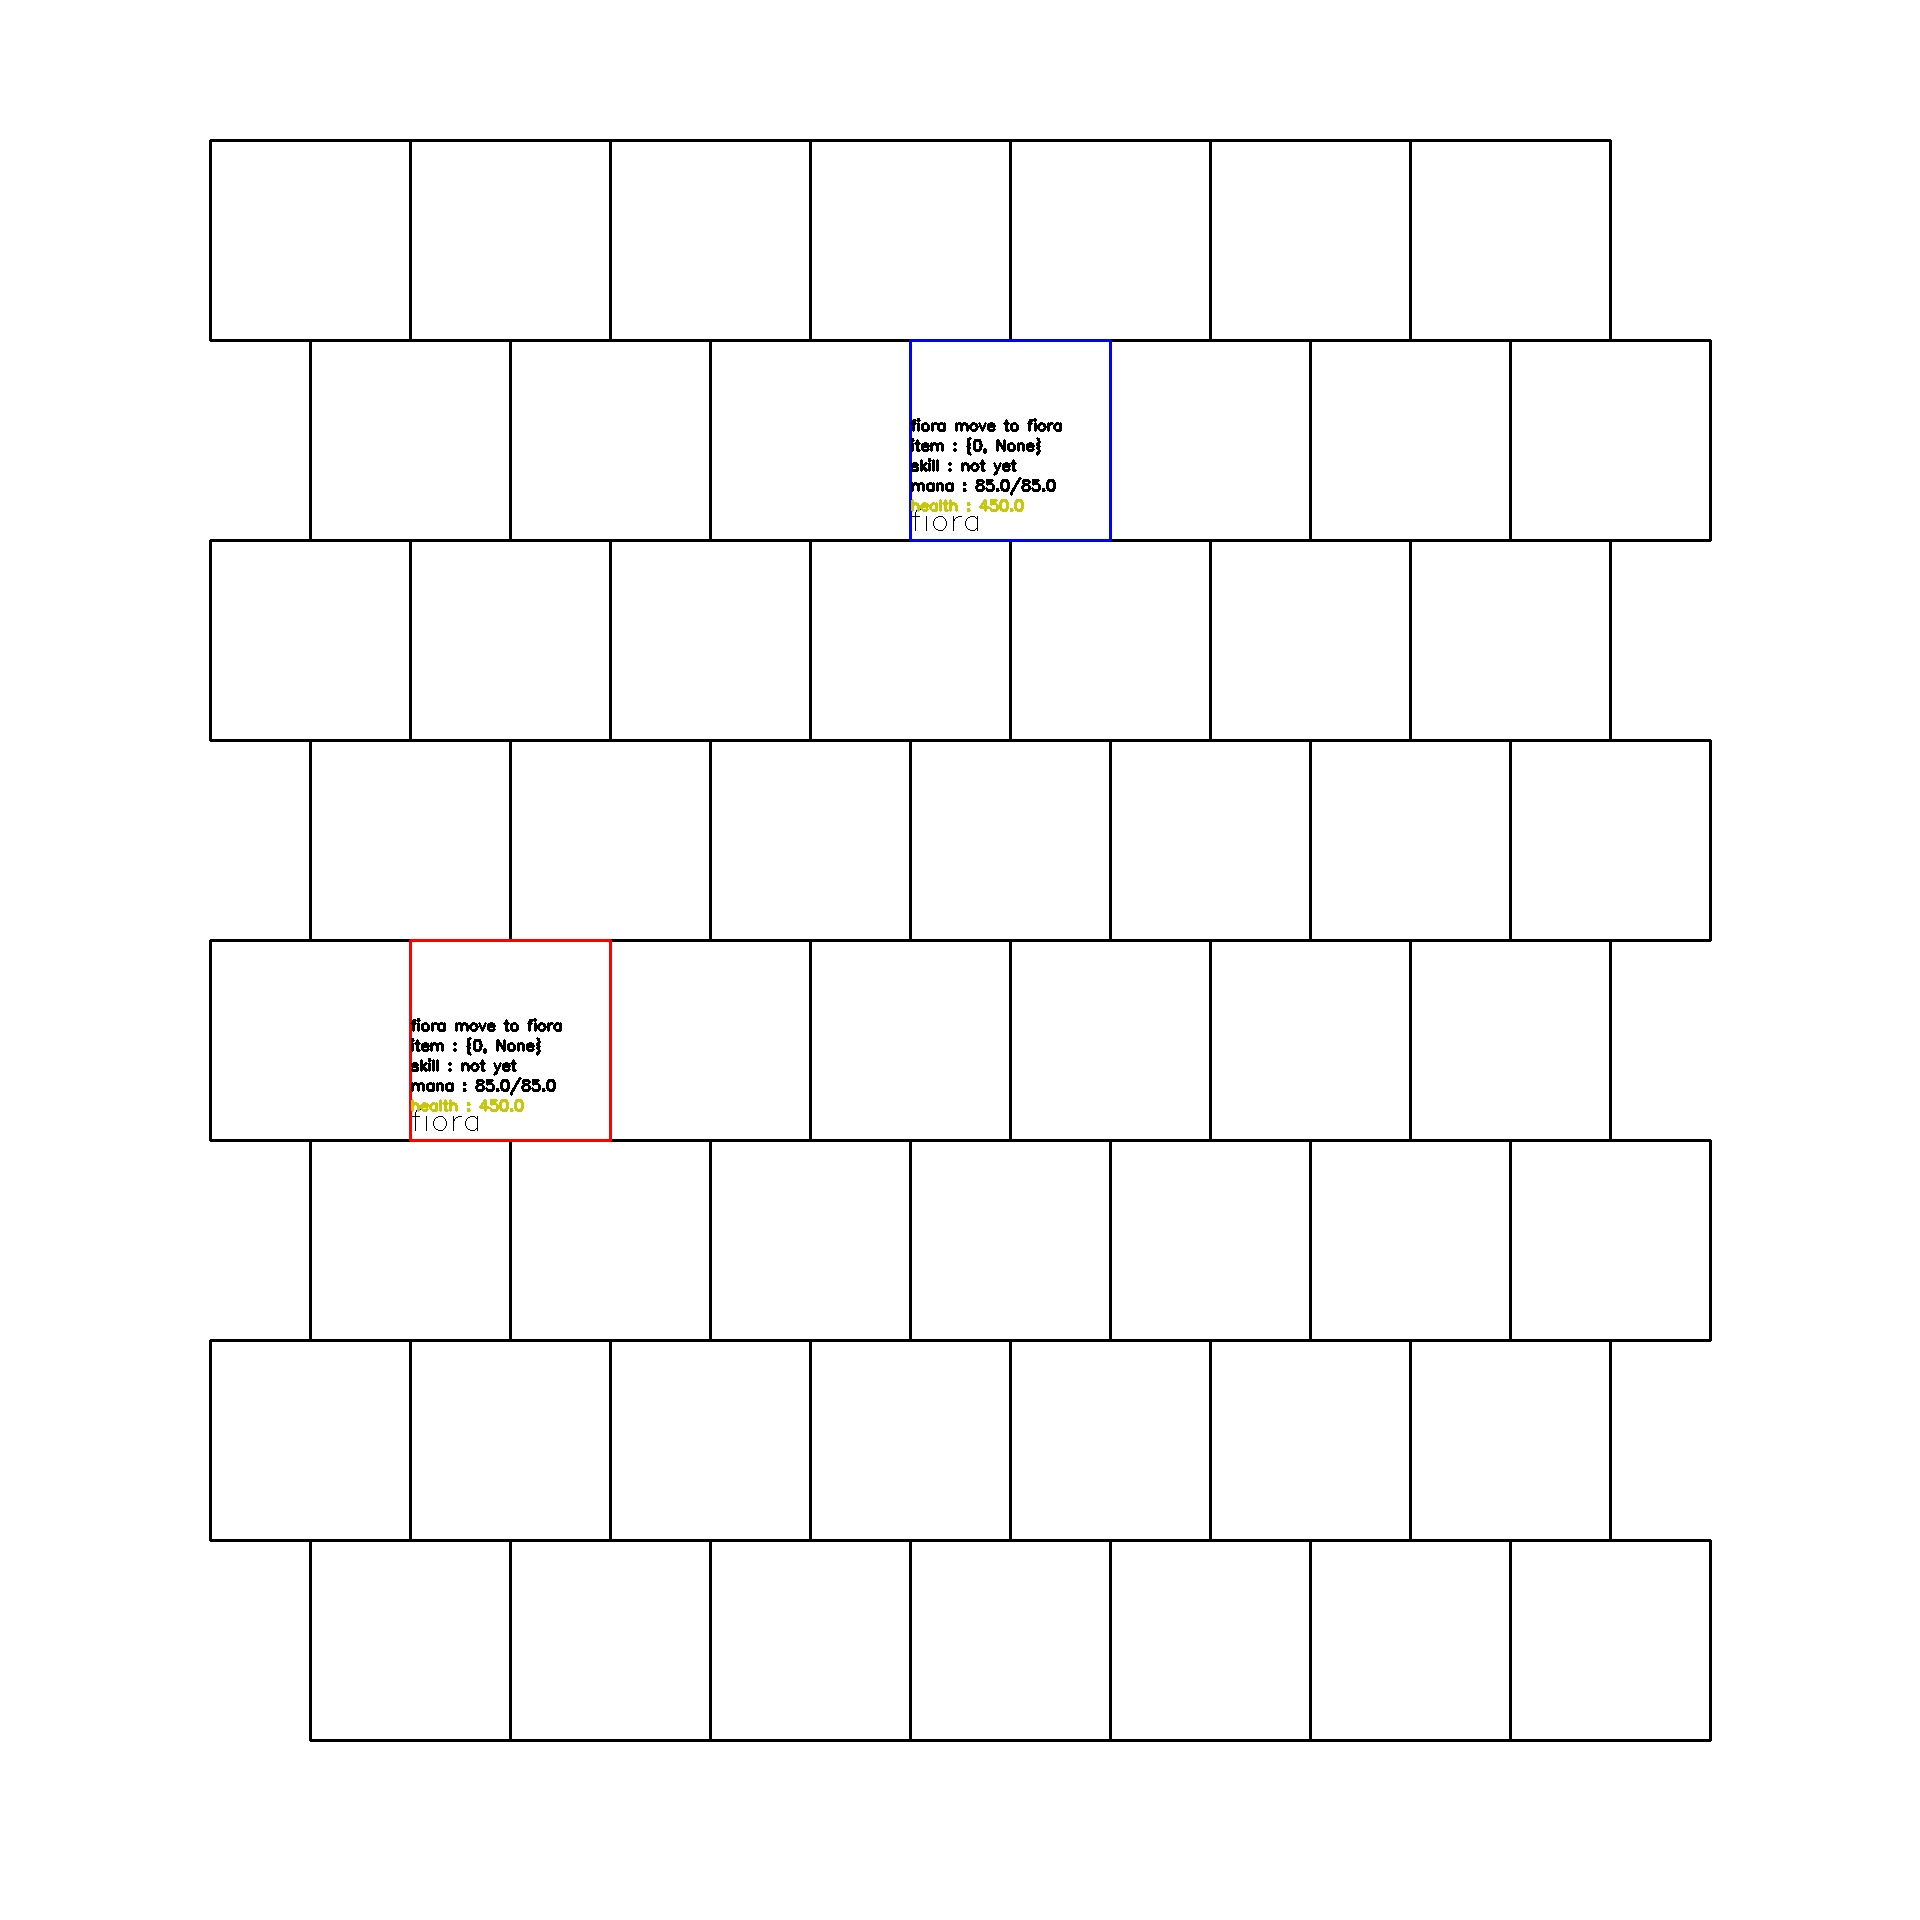 fiora move to fiora
item : {0, None}
skill : not yet
mana : 85.0/85.0
health : 450.0
fiora
fiora move to fiora
item : {0, None}
skill : not yet
mana : 85.0/85.0
health : 450.0
fiora